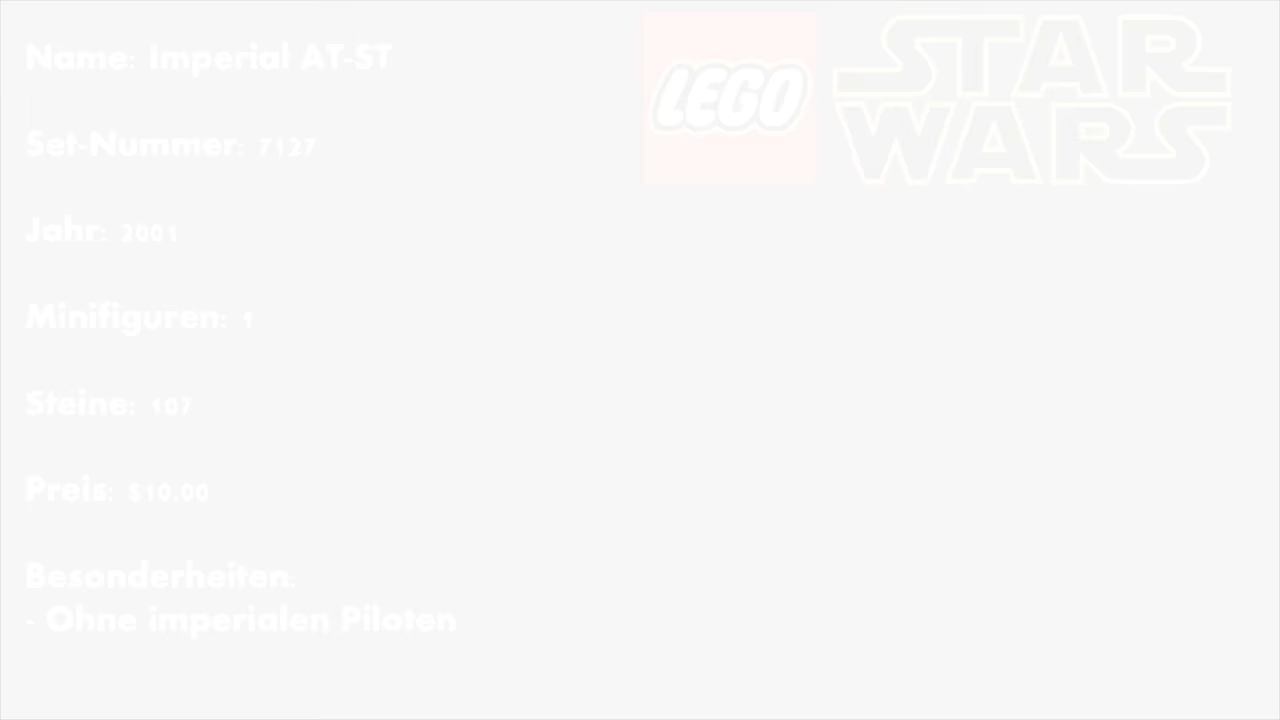 Name: Imperial AT-ST
LEGO
STAR
WARS
Set-Nummer: 7127
Jahr: 2001
Minifiguren: 1
Steine: 107
Preis: $10.00
Besonderheiten:
- Ohne imperialen Piloten